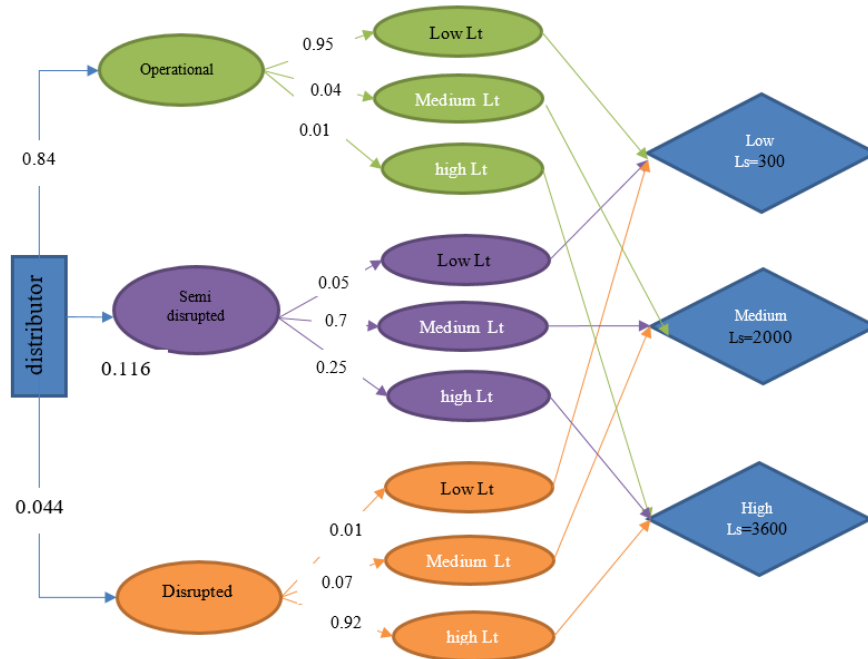 distributor
0.84
0.116
0.044
Operational
0.95
0.04
0.01
Low Lt
Medium Lt
high Lt
Semi
disrupted
0.05
0.7
0.25
Low Lt
Medium Lt
high Lt
Disrupted
0.01
0.07
0.92
Low Lt
Medium Lt
high Lt
Low
Ls=300
Medium
Ls=2000
High
Ls=3600